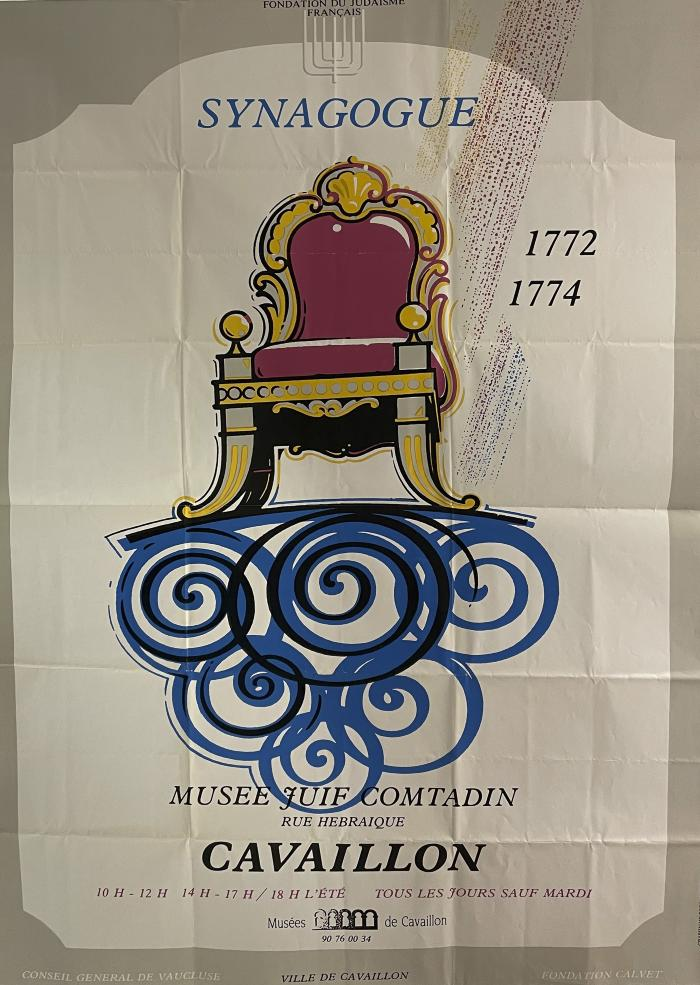 FONDATION DU JUDAÏSME
FRANÇAIS
SYNAGOGUE
1772
1774
MUSEE JUIF COMTADIN
RUE HEBRAIQUE
CAVAILLON
10 H - 12 H 14 H - 17 H / 18 H L'ÉTÉ TOUS LES JOURS SAUF MARDI
Musées de Cavaillon
90 76 00 34
CONSEIL GENERAL DE VAUCLUSE VILLE DE CAVAILLON FONDATION CALVET